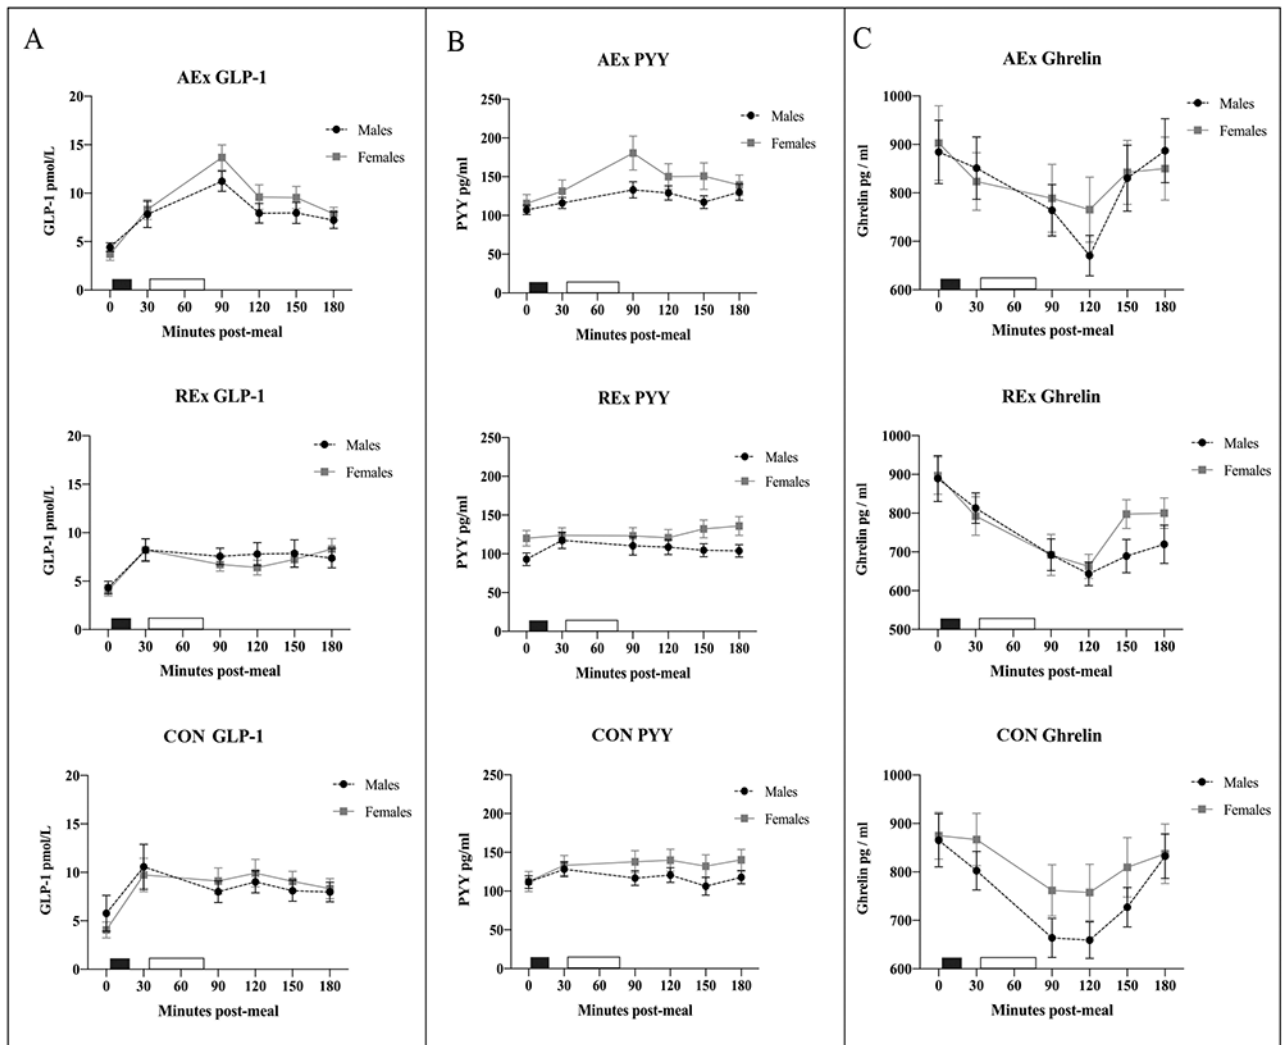 A
AEx GLP-1
20
15
10
5
0
GLP-1 pmol/L
Males
Females
0 30 60 90 120 150 180
Minutes post-meal
REx GLP-1
20
15
10
5
0
GLP-1 pmol/L
Males
Females
0 30 60 90 120 150 180
Minutes post-meal
CON GLP-1
20
15
10
5
0
GLP-1 pmol/L
Males
Females
0 30 60 90 120 150 180
Minutes post-meal
B
AEx PYY
250
200
150
100
50
0
PYY pg/ml
Males
Females
0 30 60 90 120 150 180
Minutes post-meal
REx PYY
250
200
150
100
50
0
PYY pg/ml
Males
Females
0 30 60 90 120 150 180
Minutes post-meal
CON PYY
250
200
150
100
50
0
PYY pg/ml
Males
Females
0 30 60 90 120 150 180
Minutes post-meal
C
AEx Ghrelin
1000
900
800
700
600
Ghrelin pg / ml
Males
Females
0 30 60 90 120 150 180
Minutes post-meal
REx Ghrelin
1000
900
800
700
600
500
Ghrelin pg / ml
Males
Females
0 30 60 90 120 150 180
Minutes post-meal
CON Ghrelin
1000
900
800
700
600
Ghrelin pg / ml
Males
Females
0 30 60 90 120 150 180
Minutes post-meal